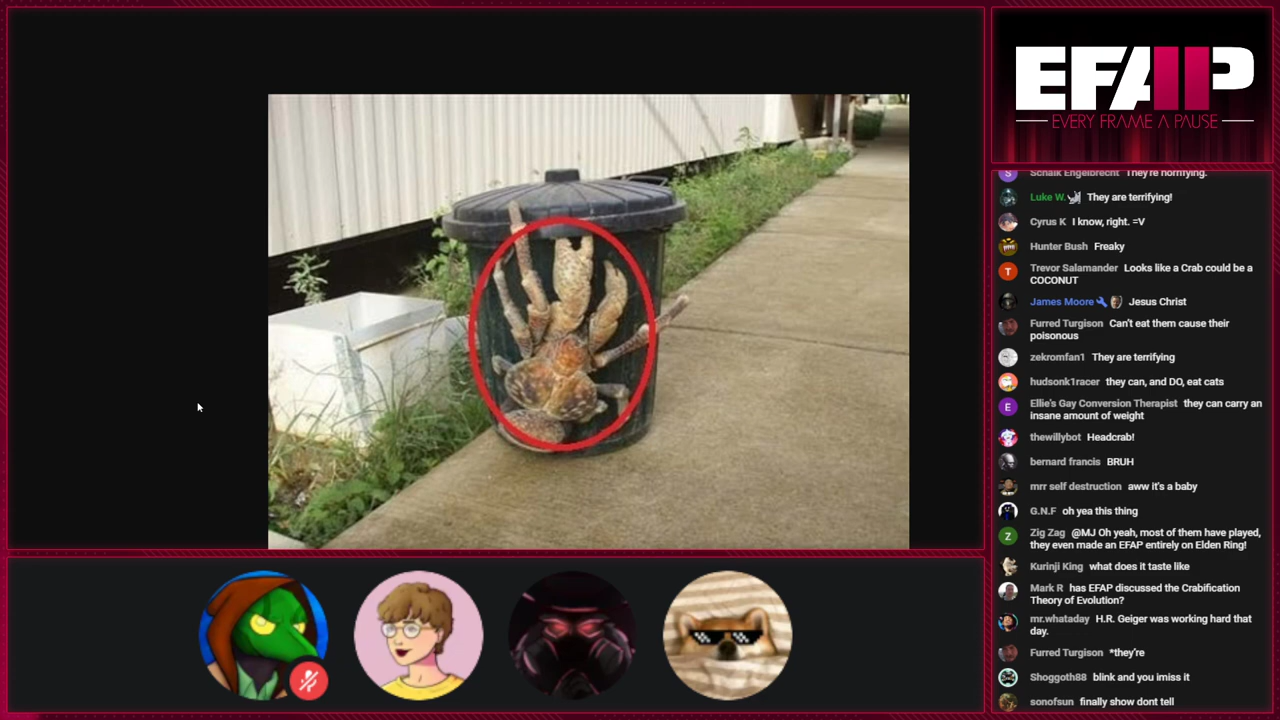 EFAP
EVERY FRAME A PAUSE
S Schalk Engelbrecht They're horrifying.
Luke W. They are terrifying!
Cyrus K I know, right. =V
Hunter Bush Freaky
T Trevor Salamander Looks like a Crab could be a
COCONUT
James Moore Jesus Christ
Furred Turgison Can't eat them cause their
poisonous
zekromfan1 They are terrifying
hudsonk1racer they can, and DO, eat cats
E Ellie's Gay Conversion Therapist they can carry an
insane amount of weight
thewillybot Headcrab!
bernard francis BRUH
mrr self destruction aww it's a baby
G.N.F oh yea this thing
Z Zig Zag @MJ Oh yeah, most of them have played,
they even made an EFAP entirely on Elden Ring!
Kurinji King what does it taste like
Mark R has EFAP discussed the Crabification
Theory of Evolution?
mr.whataday H.R. Geiger was working hard that
day.
Furred Turgison *they're
Shoggoth88 blink and you imiss it
sonofsun finally show dont tell